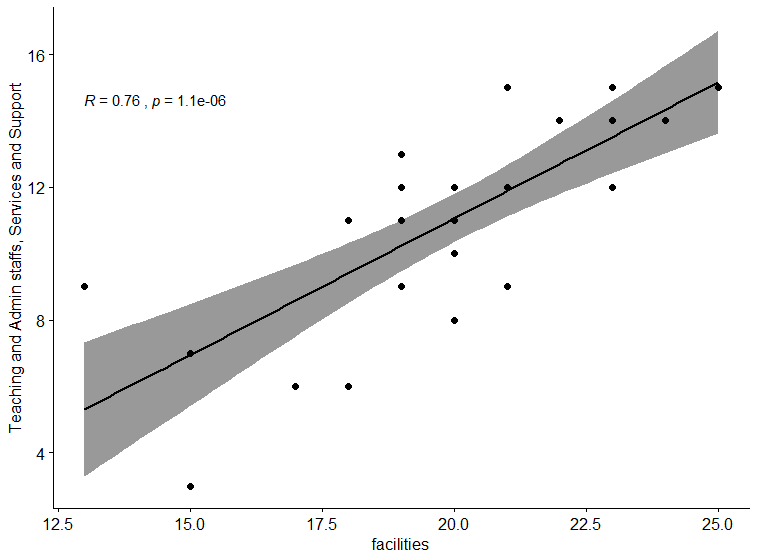 Teaching and Admin staffs, Services and Support
16
12
8
4
R = 0.76 , p = 1.1e-06
12.5 15.0 17.5 20.0 22.5 25.0
facilities